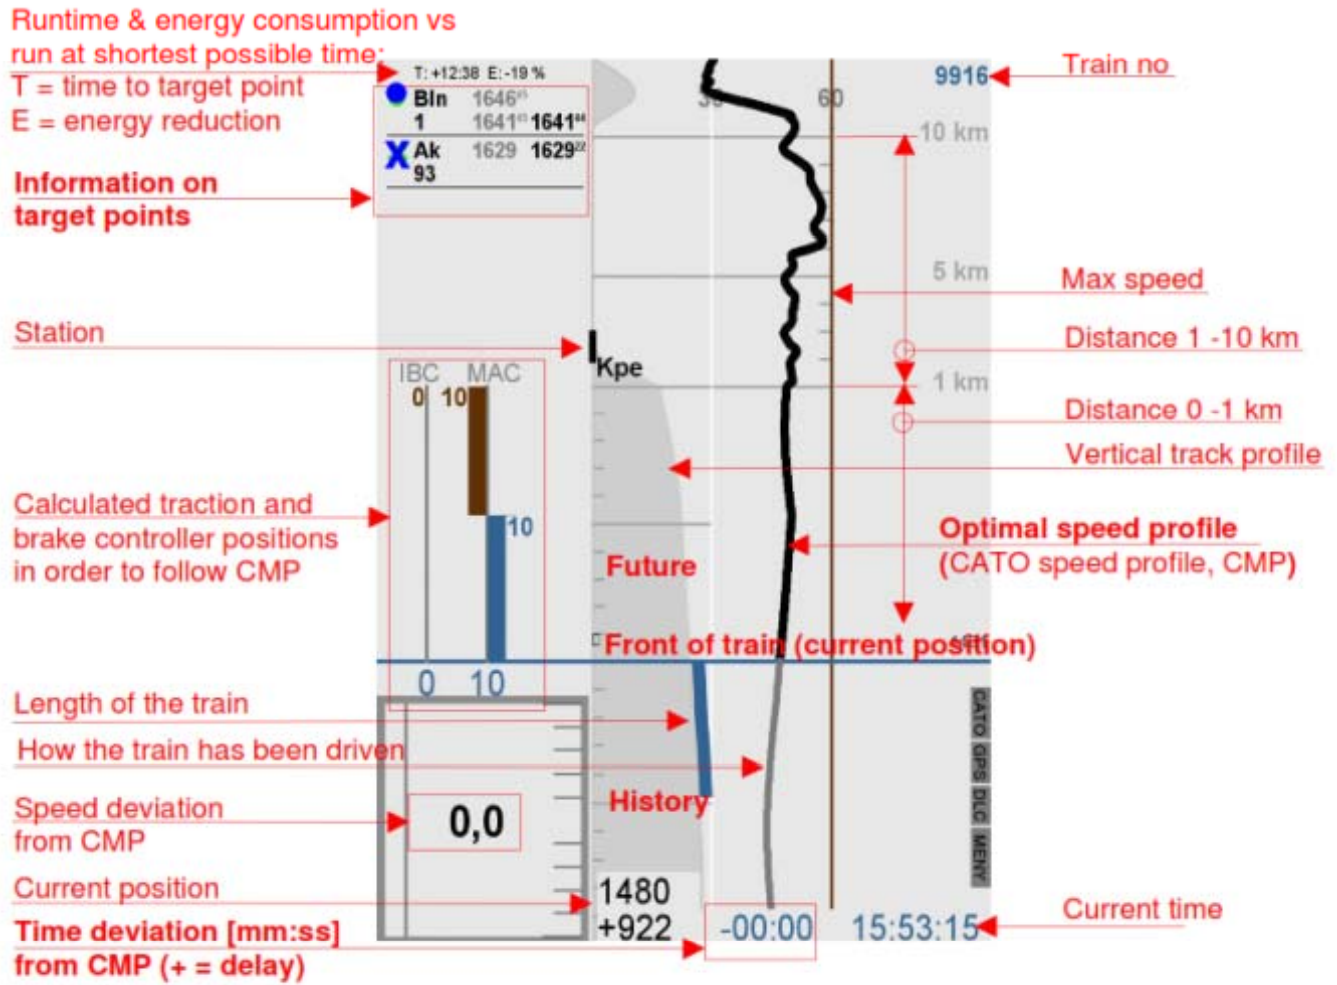 Runtime & energy consumption vs
run at shortest possible time:
T = time to target point
E = energy reduction
Information on
target points
Station
Calculated traction and
brake controller positions
in order to follow CMP
Length of the train
How the train has been driven
Speed deviation
from CMP
Current position
Time deviation [mm:ss]
from CMP (+ = delay)
T: +12:38 E: -19 %
Bln 1646
1 1641 1641
X Ak 1629 1629²²
93
IBC MAC
0 10
10
0 10
0,0
Kpe
Future
Front of train (current position)
History
1480
+922
-00:00 15:53:15
60
9916
10 km
5 km
1 km
CATO GPS DLC MENY
Train no
Max speed
Distance 1 -10 km
Distance 0 -1 km
Vertical track profile
Optimal speed profile
(CATO speed profile, CMP)
Current time